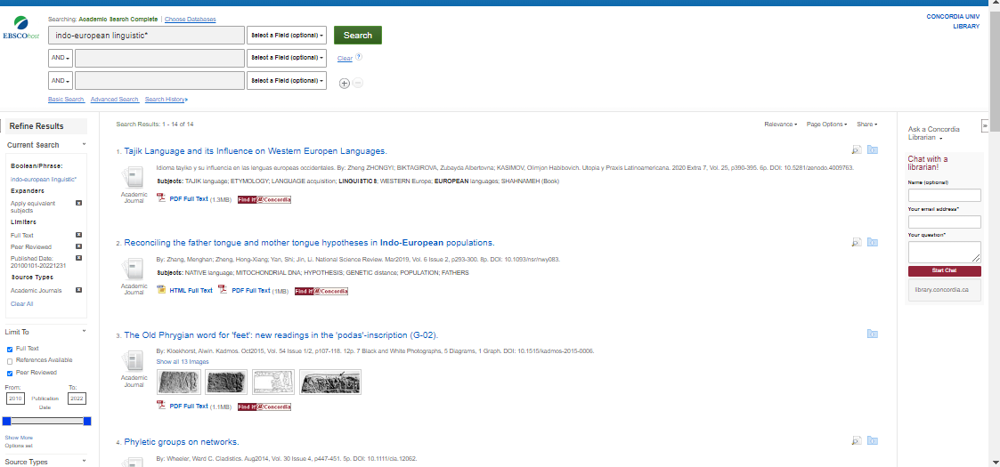 Searching: Academic Search Complete | Choose Databases
CONCORDIA UNIV
LIBRARY
EBSCOhost
indo-european linguistic*
Select a Field (optional)
Search
AND
Select a Field (optional)
Clear
?
AND
Select a Field (optional)
Basic Search Advanced Search Search History
Refine Results
Current Search
Boolean/Phrase:
indo-european linguistic*
Expanders
Apply equivalent
subjects
Limiters
Full Text
Peer Reviewed
Published Date:
20100101-20221231
Source Types
Academic Journals
Clear All
Limit To
Full Text
References Available
Peer Reviewed
From:
To:
2010
Publication
Date
2022
Show More
Options set
Source Types
Search Results: 1 - 14 of 14
Relevance Page Options Share
1. Tajik Language and its Influence on Western Europen Languages.
Idioma tayiko y su influencia en las lenguas europeas occidentales. By: Zheng ZHONGYI; BIKTAGIROVA, Zubayda Albertovna; KASIMOV, Olimjon Habibovich. Utopia y Praxis Latinoamericana. 2020 Extra 7, Vol. 25, p390-395. 6p. DOI: 10.5281/zenodo.4009763.
Subjects: TAJIK language; ETYMOLOGY; LANGUAGE acquisition; LINGUISTICS; WESTERN Europe; EUROPEAN languages; SHAHNAMEH (Book)
Academic
Journal
PDF Full Text (1.3MB) Find it!@Concordia
2. Reconciling the father tongue and mother tongue hypotheses in Indo-European populations.
By: Zhang, Menghan; Zheng, Hong-Xiang; Yan, Shi; Jin, Li. National Science Review. Mar2019, Vol. 6 Issue 2, p293-300. 8p. DOI: 10.1093/nsr/nwy083.
Subjects: NATIVE language; MITOCHONDRIAL DNA; HYPOTHESIS; GENETIC distance; POPULATION; FATHERS
Academic
Journal
HTML Full Text PDF Full Text (1MB) Find it!@Concordia
3. The Old Phrygian word for 'feet': new readings in the 'podas'-inscription (G-02).
By: Kloekhorst, Alwin. Kadmos. Oct2015, Vol. 54 Issue 1/2, p107-118. 12p. 7 Black and White Photographs, 5 Diagrams, 1 Graph. DOI: 10.1515/kadmos-2015-0006.
Show all 13 Images
Academic
Journal
PDF Full Text (1.1MB) Find it!@Concordia
4. Phyletic groups on networks.
By: Wheeler, Ward C. Cladistics. Aug2014, Vol. 30 Issue 4, p447-451. 5p. DOI: 10.1111/cla.12062.
Ask a Concordia
Librarian
»
Chat with a
librarian!
Name (optional)
Your email address*
Your question*
Start Chat
library.concordia.ca